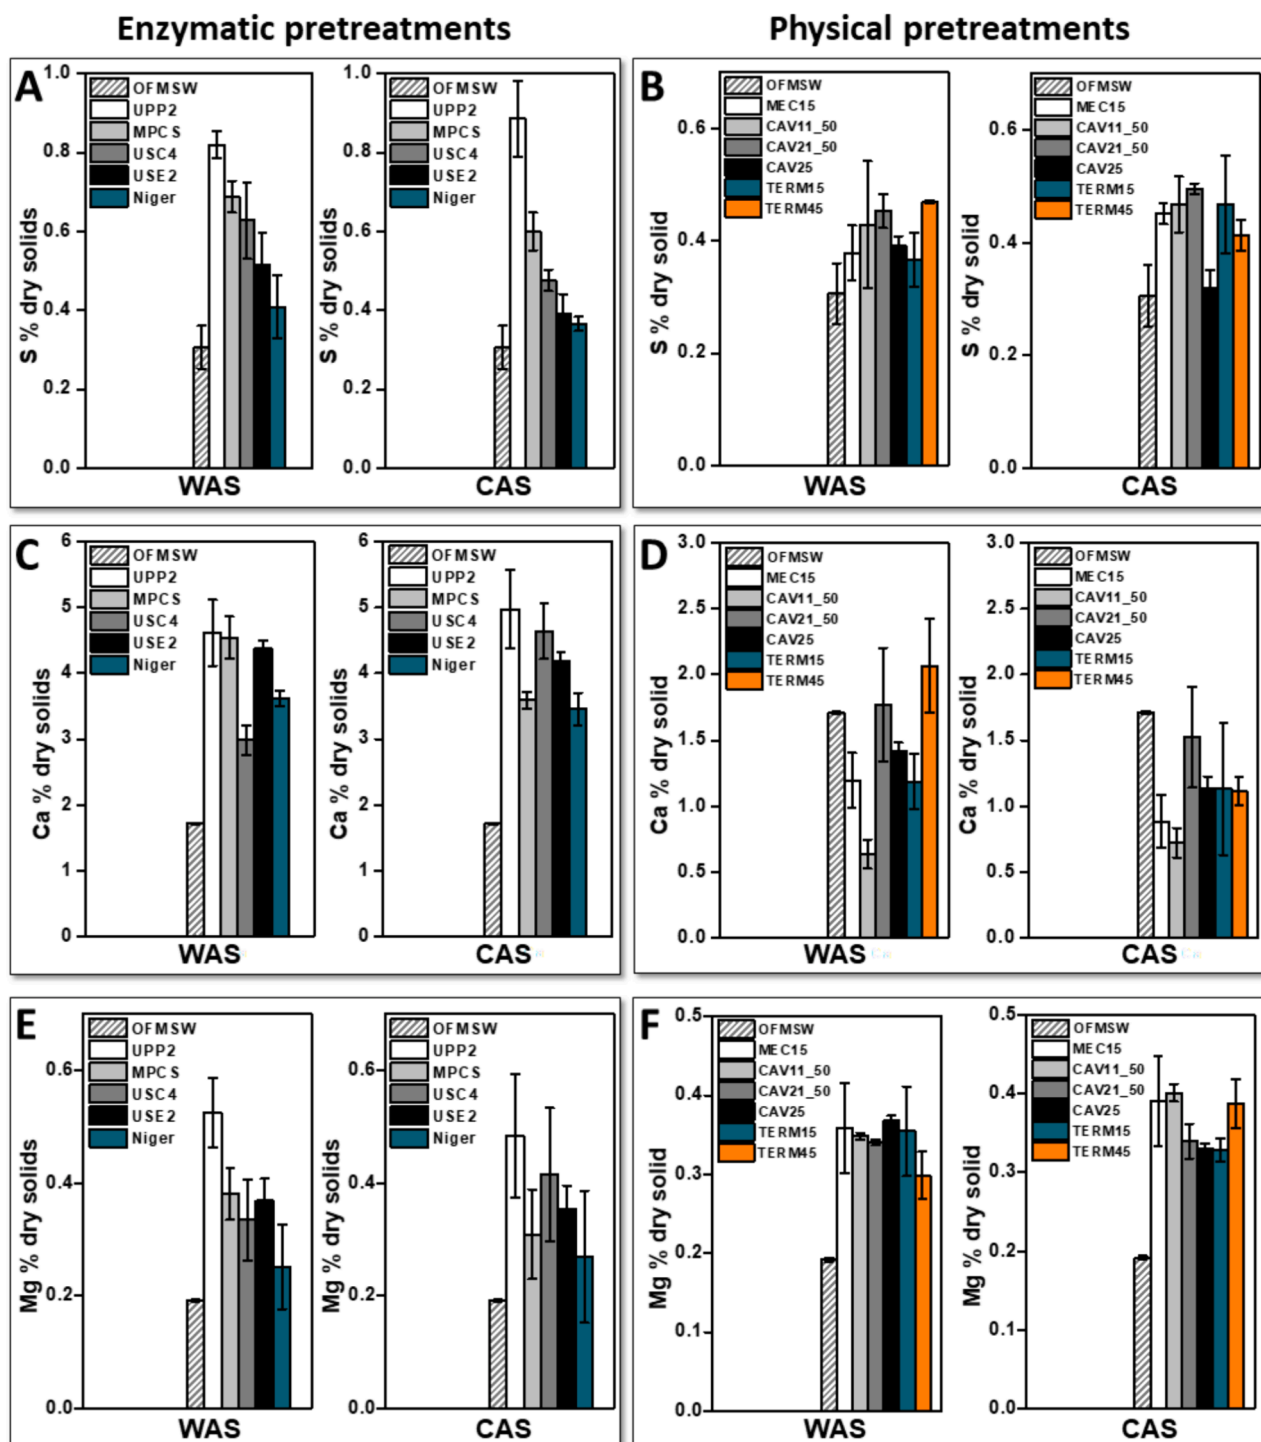 Enzymatic pretreatments
Physical pretreatments
A
S % dry solids
1.0
0.8
0.6
0.4
0.2
0.0
OFMSW
UPP2
MPCS
USC4
USE2
Niger
WAS
S % dry solids
1.0
0.8
0.6
0.4
0.2
0.0
OFMSW
UPP2
MPCS
USC4
USE2
Niger
CAS
B
S % dry solid
0.6
0.4
0.2
0.0
OFMSW
MEC15
CAV11_50
CAV21_50
CAV25
TERM15
TERM45
WAS
S % dry solid
0.6
0.4
0.2
0.0
OFMSW
MEC15
CAV11_50
CAV21_50
CAV25
TERM15
TERM45
CAS
C
Ca % dry solids
6
5
4
3
2
1
0
OFMSW
UPP2
MPCS
USC4
USE2
Niger
WAS
Ca % dry solids
6
5
4
3
2
1
0
OFMSW
UPP2
MPCS
USC4
USE2
Niger
CAS
D
Ca % dry solid
3.0
2.5
2.0
1.5
1.0
0.5
0.0
OFMSW
MEC15
CAV11_50
CAV21_50
CAV25
TERM15
TERM45
WAS
Ca % dry solid
3.0
2.5
2.0
1.5
1.0
0.5
0.0
OFMSW
MEC15
CAV11_50
CAV21_50
CAV25
TERM15
TERM45
CAS
E
Mg % dry solids
0.6
0.4
0.2
0.0
OFMSW
UPP2
MPCS
USC4
USE2
Niger
WAS
Mg % dry solids
0.6
0.4
0.2
0.0
OFMSW
UPP2
MPCS
USC4
USE2
Niger
CAS
F
Mg % dry solid
0.5
0.4
0.3
0.2
0.1
0.0
OFMSW
MEC15
CAV11_50
CAV21_50
CAV25
TERM15
TERM45
WAS
Mg % dry solid
0.5
0.4
0.3
0.2
0.1
0.0
OFMSW
MEC15
CAV11_50
CAV21_50
CAV25
TERM15
TERM45
CAS